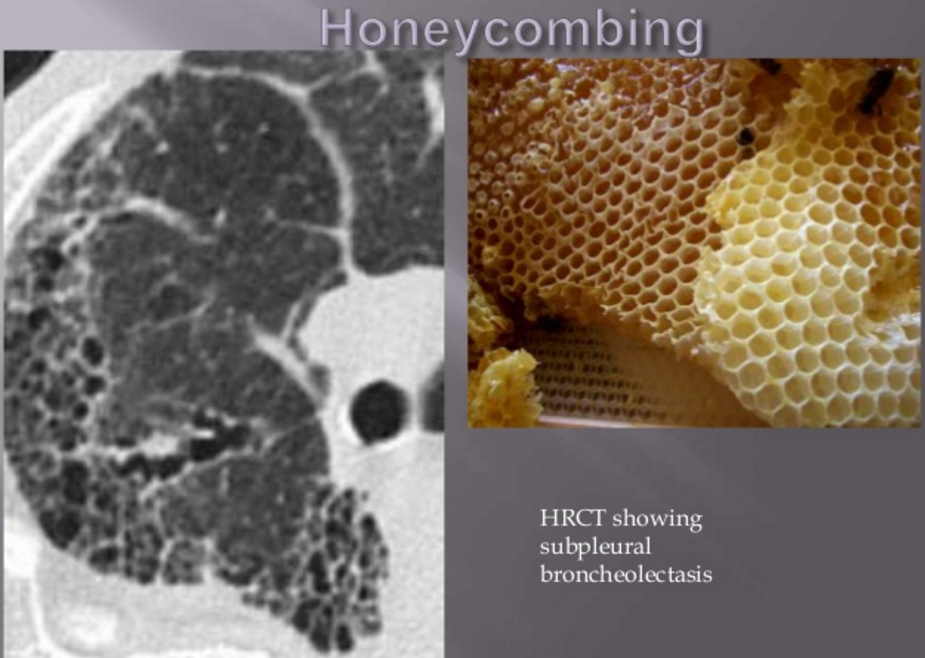 Honeycombing
HRCT showing
subpleural
broncheolectasis